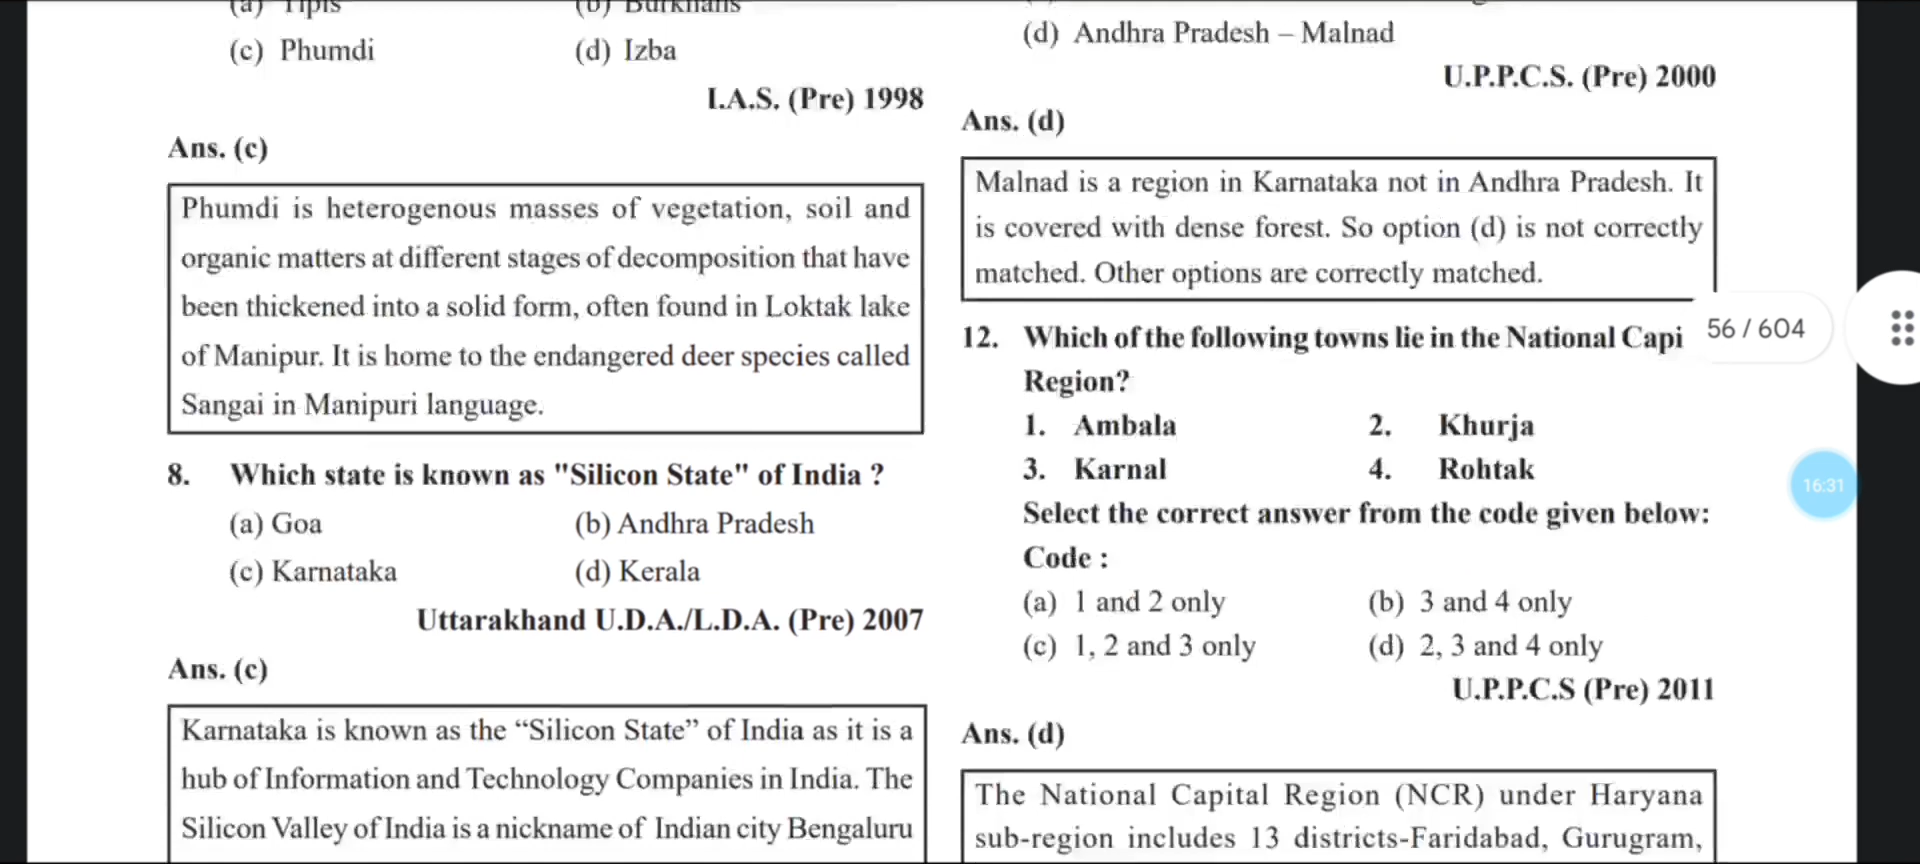 (a) Tipis (b) Burkhans
(c) Phumdi (d) Izba
I.A.S. (Pre) 1998
Ans. (c)
Phumdi is heterogenous masses of vegetation, soil and
organic matters at different stages of decomposition that have
been thickened into a solid form, often found in Loktak lake
of Manipur. It is home to the endangered deer species called
Sangai in Manipuri language.
8. Which state is known as "Silicon State" of India ?
(a) Goa (b) Andhra Pradesh
(c) Karnataka (d) Kerala
Uttarakhand U.D.A./L.D.A. (Pre) 2007
Ans. (c)
Karnataka is known as the “Silicon State” of India as it is a
hub of Information and Technology Companies in India. The
Silicon Valley of India is a nickname of Indian city Bengaluru
(d) Andhra Pradesh – Malnad
U.P.P.C.S. (Pre) 2000
Ans. (d)
Malnad is a region in Karnataka not in Andhra Pradesh. It
is covered with dense forest. So option (d) is not correctly
matched. Other options are correctly matched.
12. Which of the following towns lie in the National Capi
Region?
1. Ambala 2. Khurja
3. Karnal 4. Rohtak
Select the correct answer from the code given below:
Code :
(a) 1 and 2 only (b) 3 and 4 only
(c) 1, 2 and 3 only (d) 2, 3 and 4 only
U.P.P.C.S (Pre) 2011
Ans. (d)
The National Capital Region (NCR) under Haryana
sub-region includes 13 districts-Faridabad, Gurugram,
56 / 604
16:31